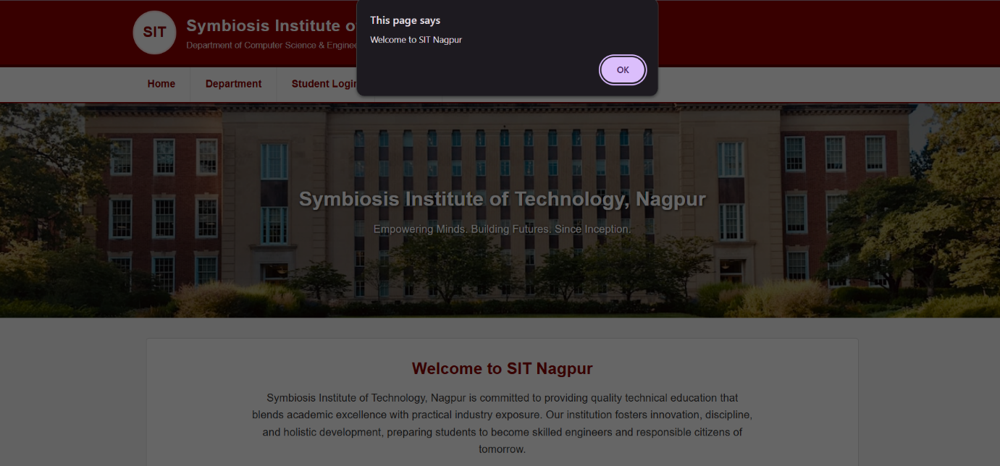 This page says
Welcome to SIT Nagpur
OK
SIT
Symbiosis Institute of
Department of Computer Science & Enginee
Home
Department
Student Login
Symbiosis Institute of Technology, Nagpur
Empowering Minds. Building Futures. Since Inception.
Welcome to SIT Nagpur
Symbiosis Institute of Technology, Nagpur is committed to providing quality technical education that
blends academic excellence with practical industry exposure. Our institution fosters innovation, discipline,
and holistic development, preparing students to become skilled engineers and responsible citizens of
tomorrow.